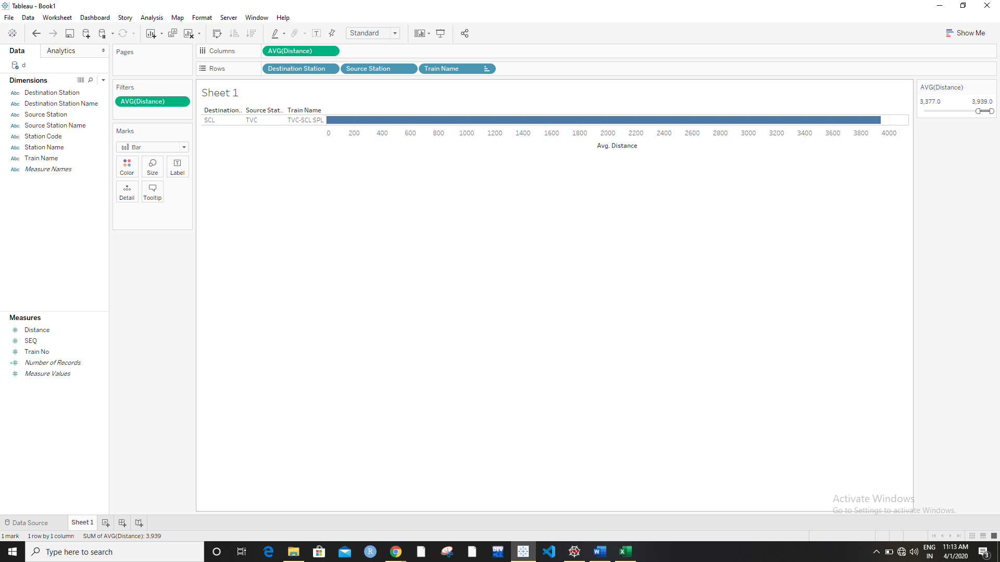 Tableau - Book1
File Data Worksheet Dashboard Story Analysis Map Format Server Window Help
Standard
Show Me
Data Analytics
d
Dimensions
Abc Destination Station
Abc Destination Station Name
Abc Source Station
Abc Source Station Name
Abc Station Code
Abc Station Name
Abc Train Name
Abc Measure Names
Measures
# Distance
# SEQ
# Train No
=# Number of Records
# Measure Values
Pages
Filters
AVG(Distance)
Marks
Bar
Color Size Label
Detail Tooltip
Columns AVG(Distance)
Rows Destination Station Source Station Train Name
Sheet 1
Destination.. Source Stat.. Train Name
SCL TVC TVC-SCL SPL
0 200 400 600 800 1000 1200 1400 1600 1800 2000 2200 2400 2600 2800 3000 3200 3400 3600 3800 4000
Avg. Distance
AVG(Distance)
3,377.0 3,939.0
Activate Windows
Go to Settings to activate Windows.
Data Source Sheet 1
1 mark 1 row by 1 column SUM of AVG(Distance): 3,939
Type here to search
R
DEV
W
X
ENG
IN
11:13 AM
4/1/2020
3